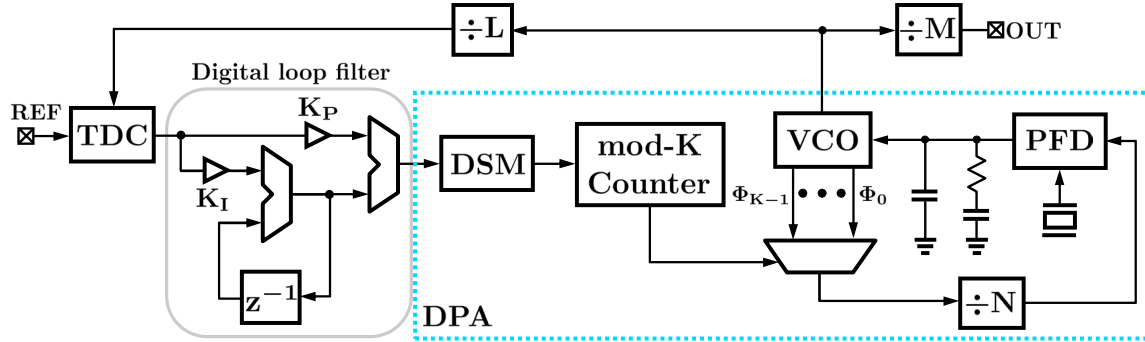 ÷L
÷M
OUT
Digital loop filter
REF
TDC
K_P
K_I
z^{-1}
DSM
mod-K
Counter
VCO
PFD
Φ_{K-1}
Φ_0
÷N
DPA